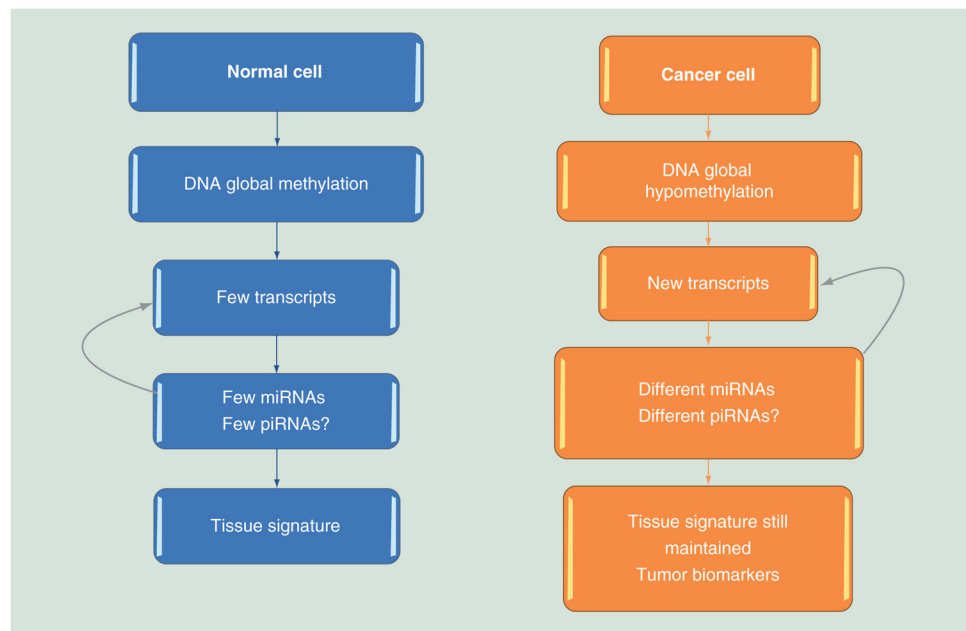 Normal cell
DNA global methylation
Few transcripts
Few miRNAs
Few piRNAs?
Tissue signature
Cancer cell
DNA global
hypomethylation
New transcripts
Different miRNAs
Different piRNAs?
Tissue signature still
maintained
Tumor biomarkers